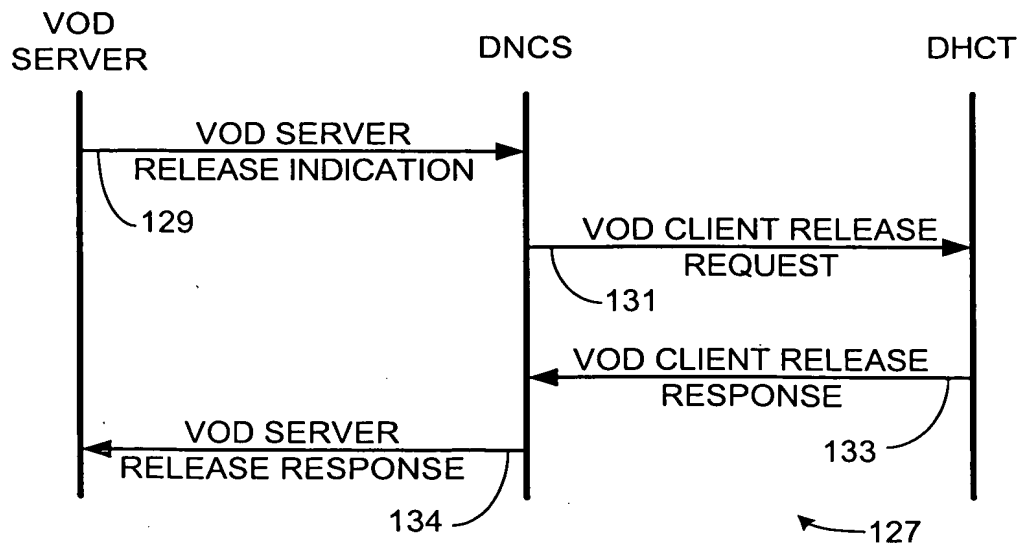 VOD
SERVER
DNCS
DHCT
VOD SERVER
RELEASE INDICATION
129
VOD CLIENT RELEASE
REQUEST
131
VOD CLIENT RELEASE
RESPONSE
133
VOD SERVER
RELEASE RESPONSE
134
127